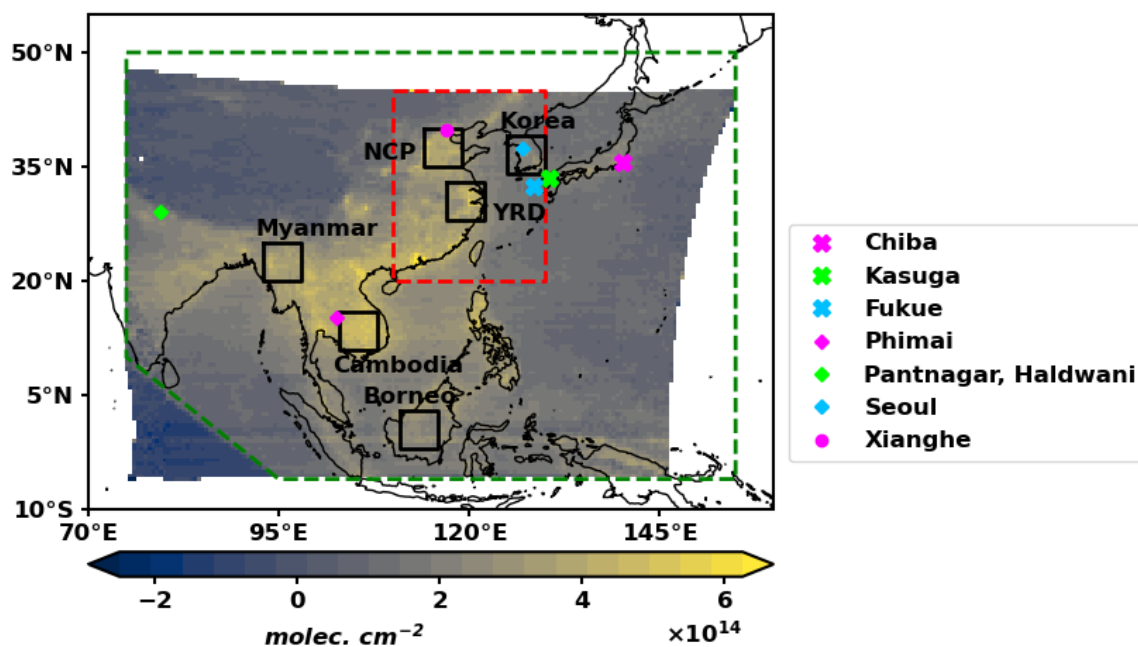 50°N
35°N
20°N
5°N
10°S
70°E 95°E 120°E 145°E
Korea
NCP
YRD
Myanmar
Cambodia
Borneo
Chiba
Kasuga
Fukue
Phimai
Pantnagar, Haldwani
Seoul
Xianghe
−2 0 2 4 6
molec. cm⁻² ×10¹⁴